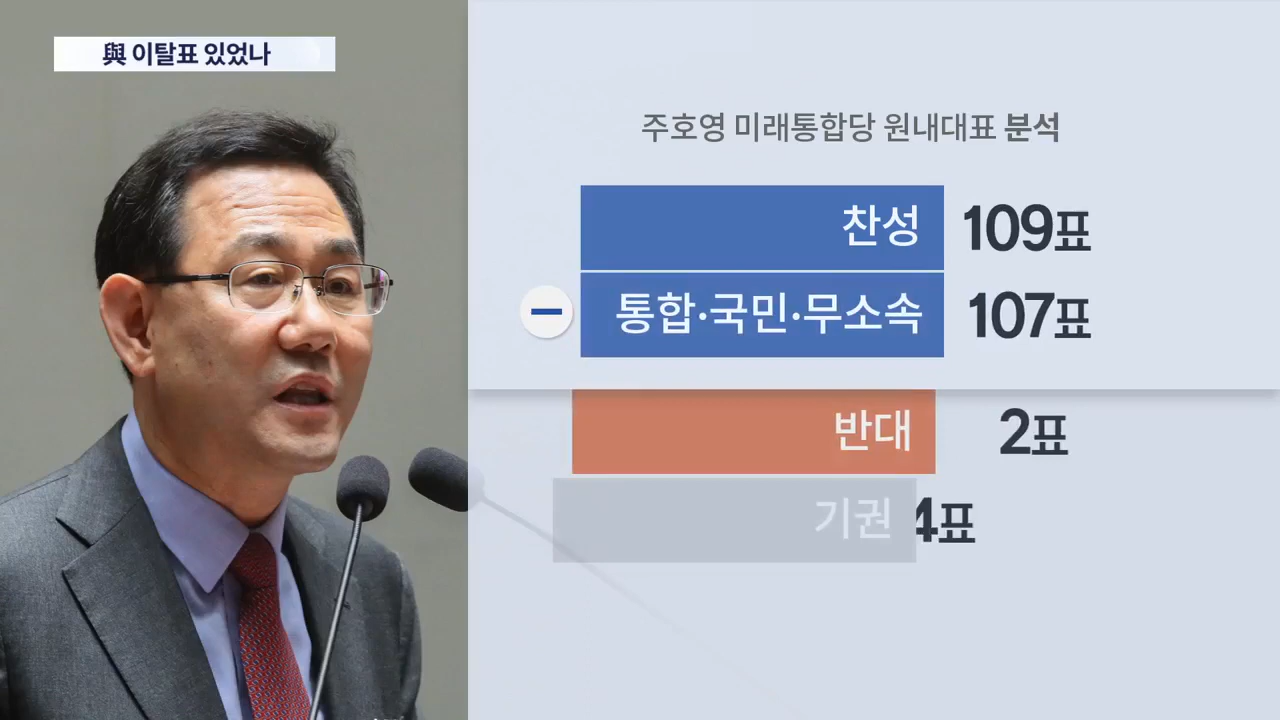 與 이탈표 있었나
주호영 미래통합당 원내대표 분석
찬성 109표
통합·국민·무소속 107표
반대 2표
기권 4표